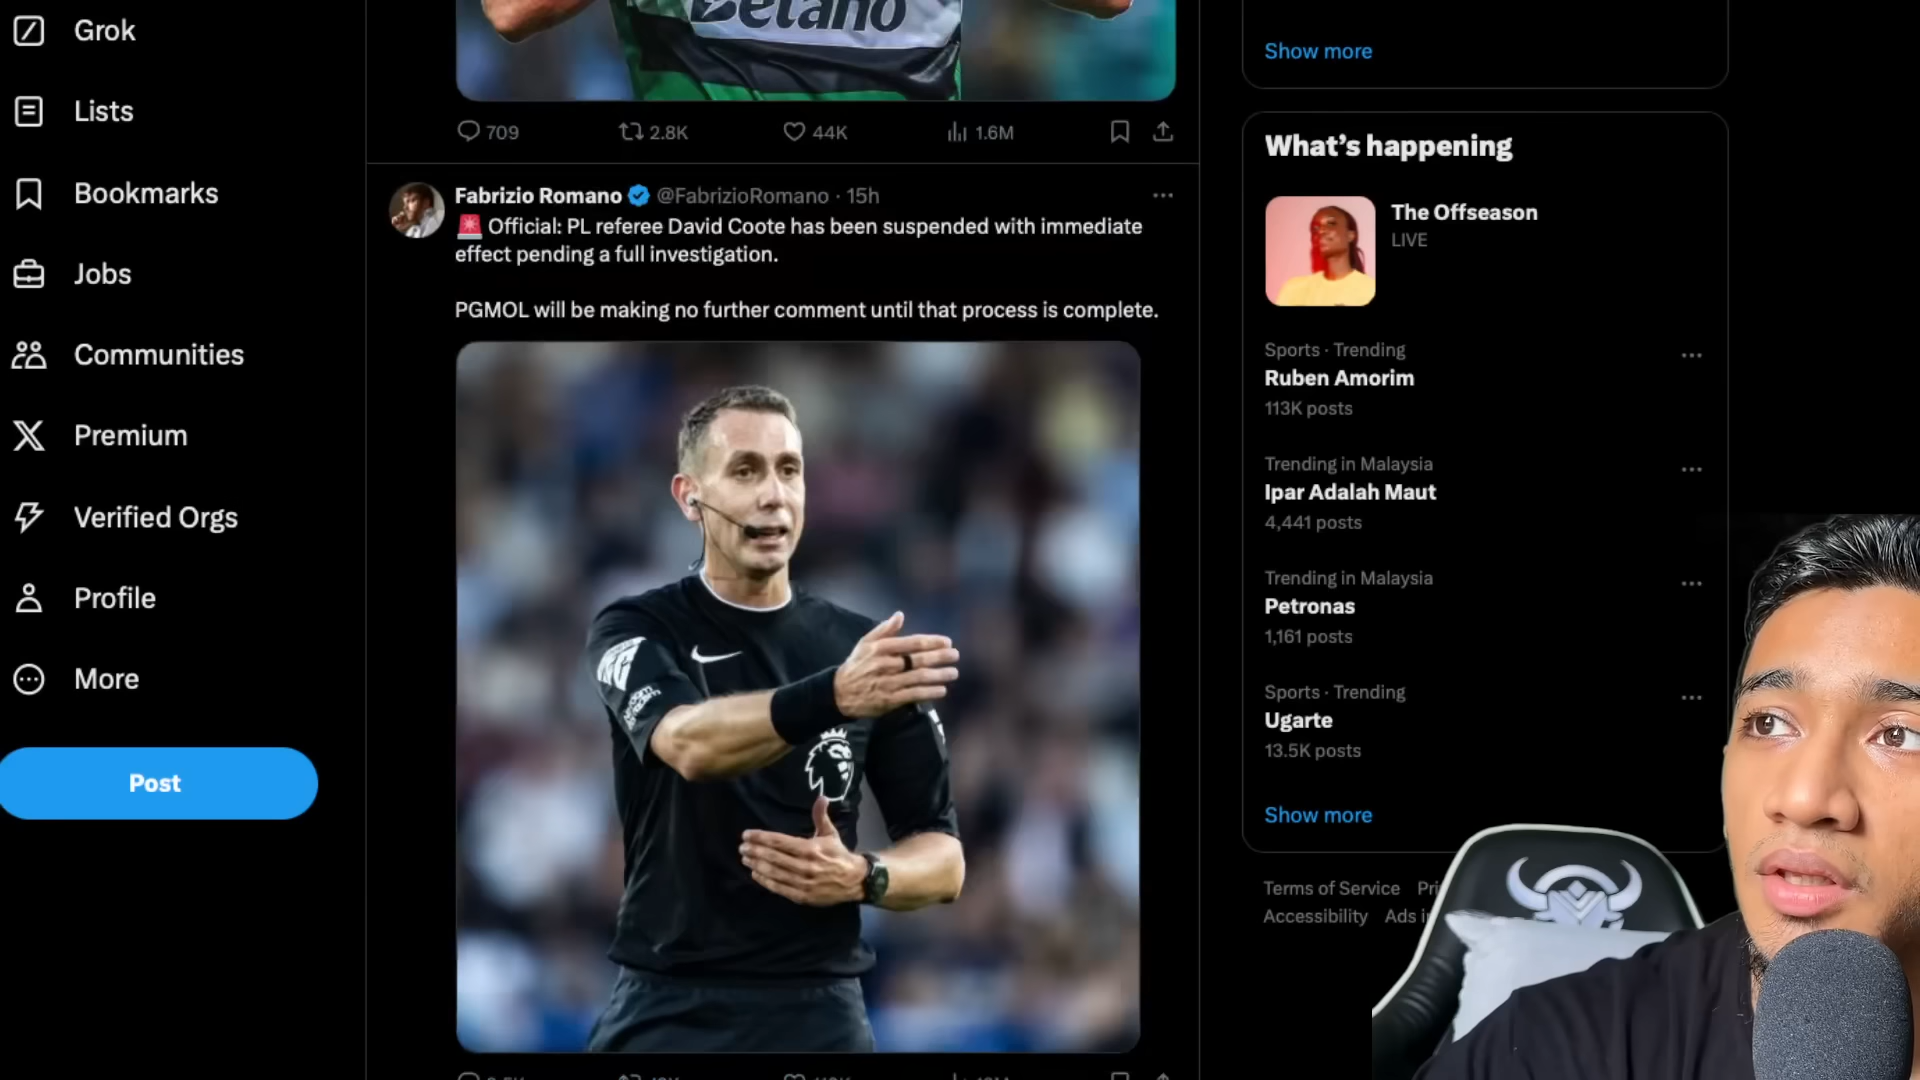 Grok
Lists
Bookmarks
Jobs
Communities
Premium
Verified Orgs
Profile
More
Post
Betano
709 2.8K 44K 1.6M
Fabrizio Romano @FabrizioRomano · 15h
Official: PL referee David Coote has been suspended with immediate
effect pending a full investigation.
PGMOL will be making no further comment until that process is complete.
Show more
What's happening
The Offseason
LIVE
Sports · Trending
Ruben Amorim
113K posts
Trending in Malaysia
Ipar Adalah Maut
4,441 posts
Trending in Malaysia
Petronas
1,161 posts
Sports · Trending
Ugarte
13.5K posts
Show more
Terms of Service
Accessibility Ads